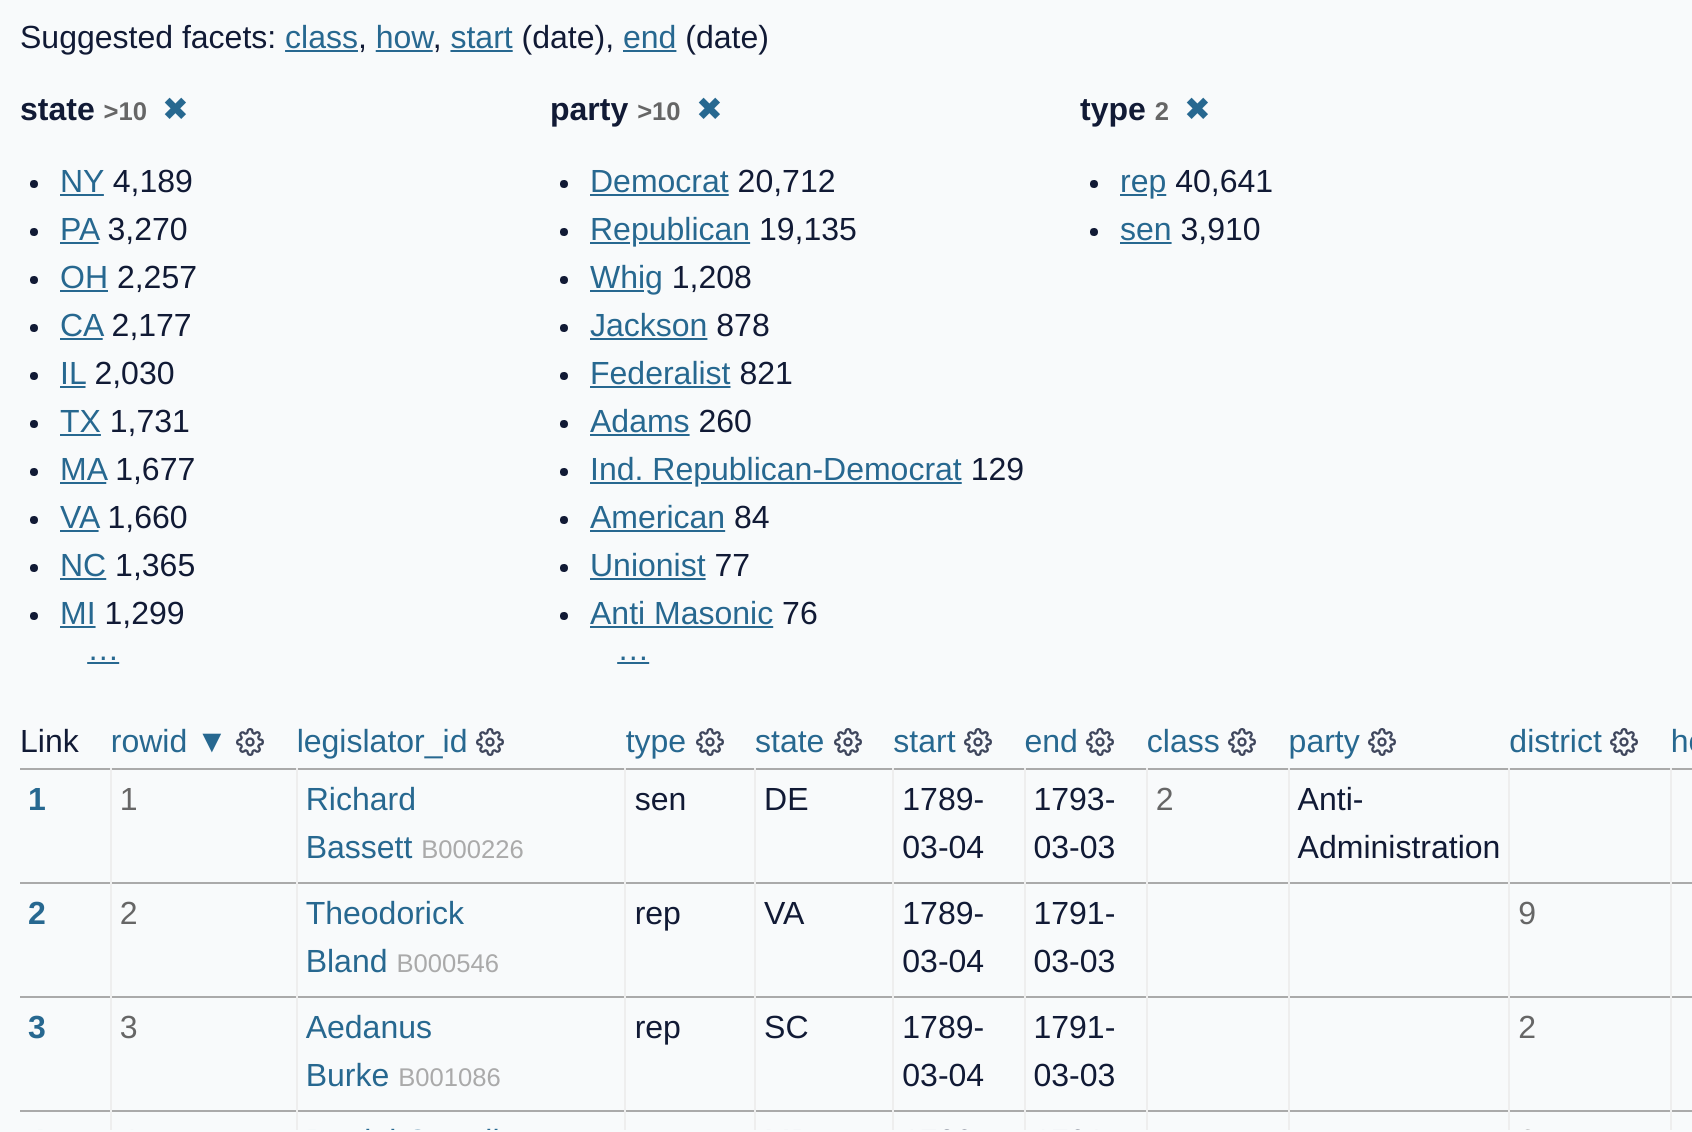 Suggested facets: class, how, start (date), end (date)
state >10 ✖
NY 4,189
PA 3,270
OH 2,257
CA 2,177
IL 2,030
TX 1,731
MA 1,677
VA 1,660
NC 1,365
MI 1,299
...
party >10 ✖
Democrat 20,712
Republican 19,135
Whig 1,208
Jackson 878
Federalist 821
Adams 260
Ind. Republican-Democrat 129
American 84
Unionist 77
Anti Masonic 76
...
type 2 ✖
rep 40,641
sen 3,910
Link rowid ▼ legislator_id type state start end class party district
1 1 Richard sen DE 1789- 1793- 2 Anti-
Bassett B000226 03-04 03-03 Administration
2 2 Theodorick rep VA 1789- 1791- 9
Bland B000546 03-04 03-03
3 3 Aedanus rep SC 1789- 1791- 2
Burke B001086 03-04 03-03